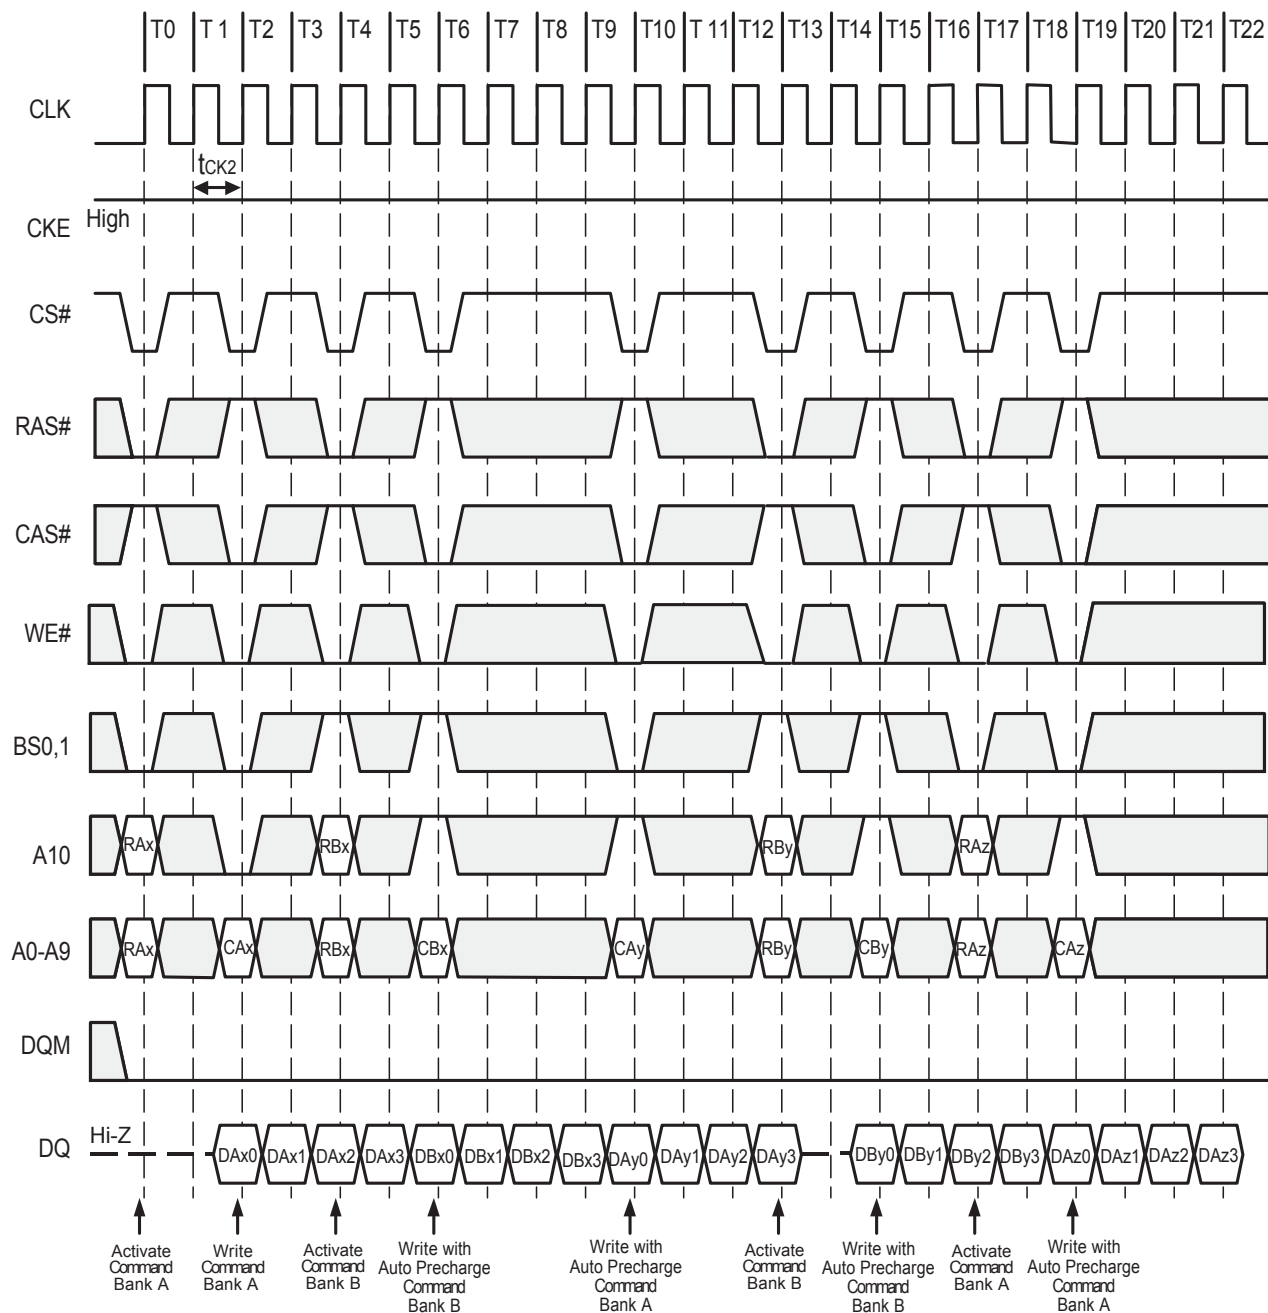 T0 T 1 T2 T3 T4 T5 T6 T7 T8 T9 T10 T 11 T12 T13 T14 T15 T16 T17 T18 T19 T20 T21 T22
CLK
tCK2
CKE High
CS#
RAS#
CAS#
WE#
BS0,1
A10 RAx RBx RBy RAz
A0-A9 RAx CAx RBx CBx CAy RBy CBy RAz CAz
DQM
DQ Hi-Z DAx0 DAx1 DAx2 DAx3 DBx0 DBx1 DBx2 DBx3 DAy0 DAy1 DAy2 DAy3 DBy0 DBy1 DBy2 DBy3 DAz0 DAz1 DAz2 DAz3
Activate
Command
Bank A
Write
Command
Bank A
Activate
Command
Bank B
Write with
Auto Precharge
Command
Bank B
Write with
Auto Precharge
Command
Bank A
Activate
Command
Bank B
Write with
Auto Precharge
Command
Bank B
Activate
Command
Bank A
Write with
Auto Precharge
Command
Bank A